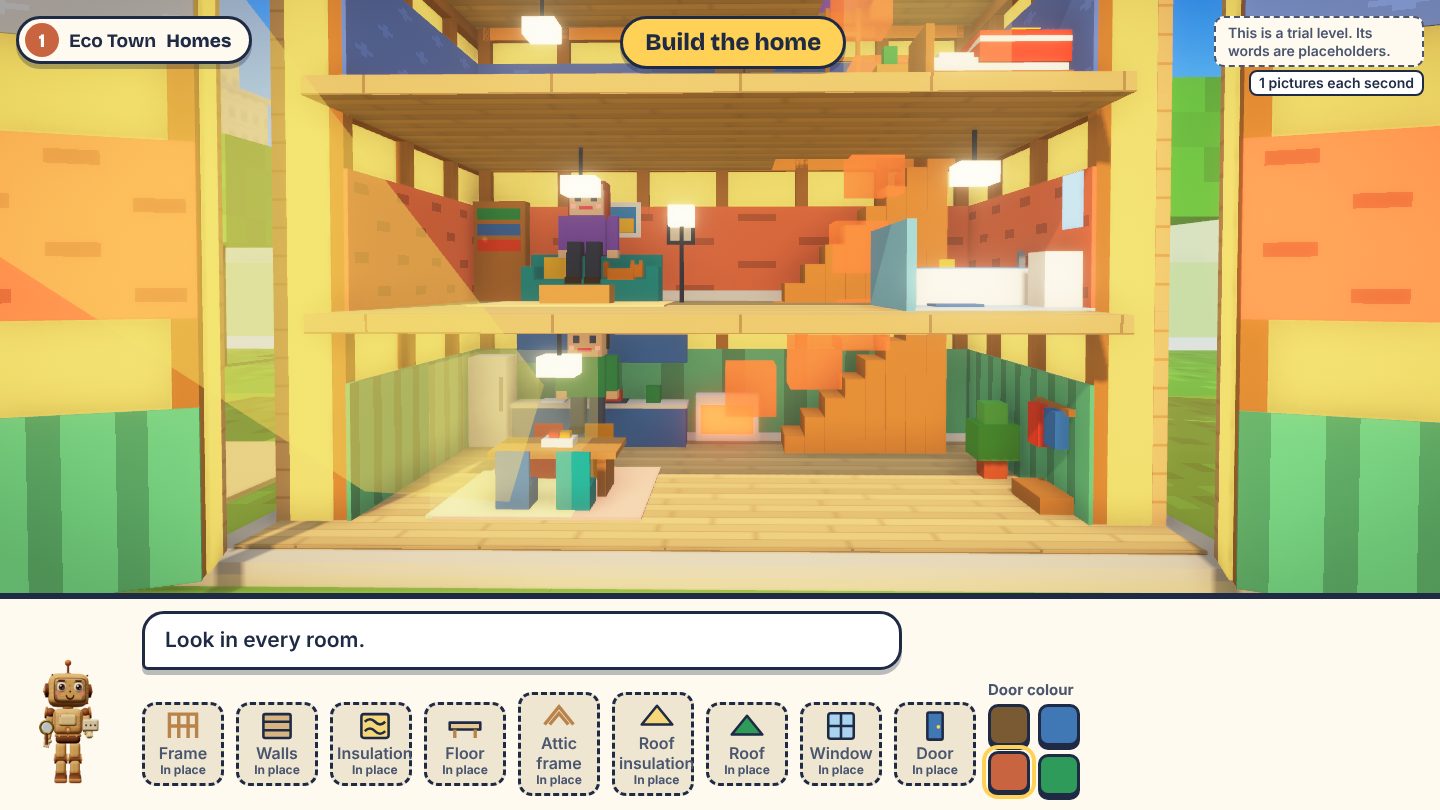 1 Eco Town Homes
Build the home
This is a trial level. Its
words are placeholders.
1 pictures each second
Look in every room.
Door colour
Frame
In place
Walls
In place
Insulation
In place
Floor
In place
Attic
frame
In place
Roof
insulation
In place
Roof
In place
Window
In place
Door
In place